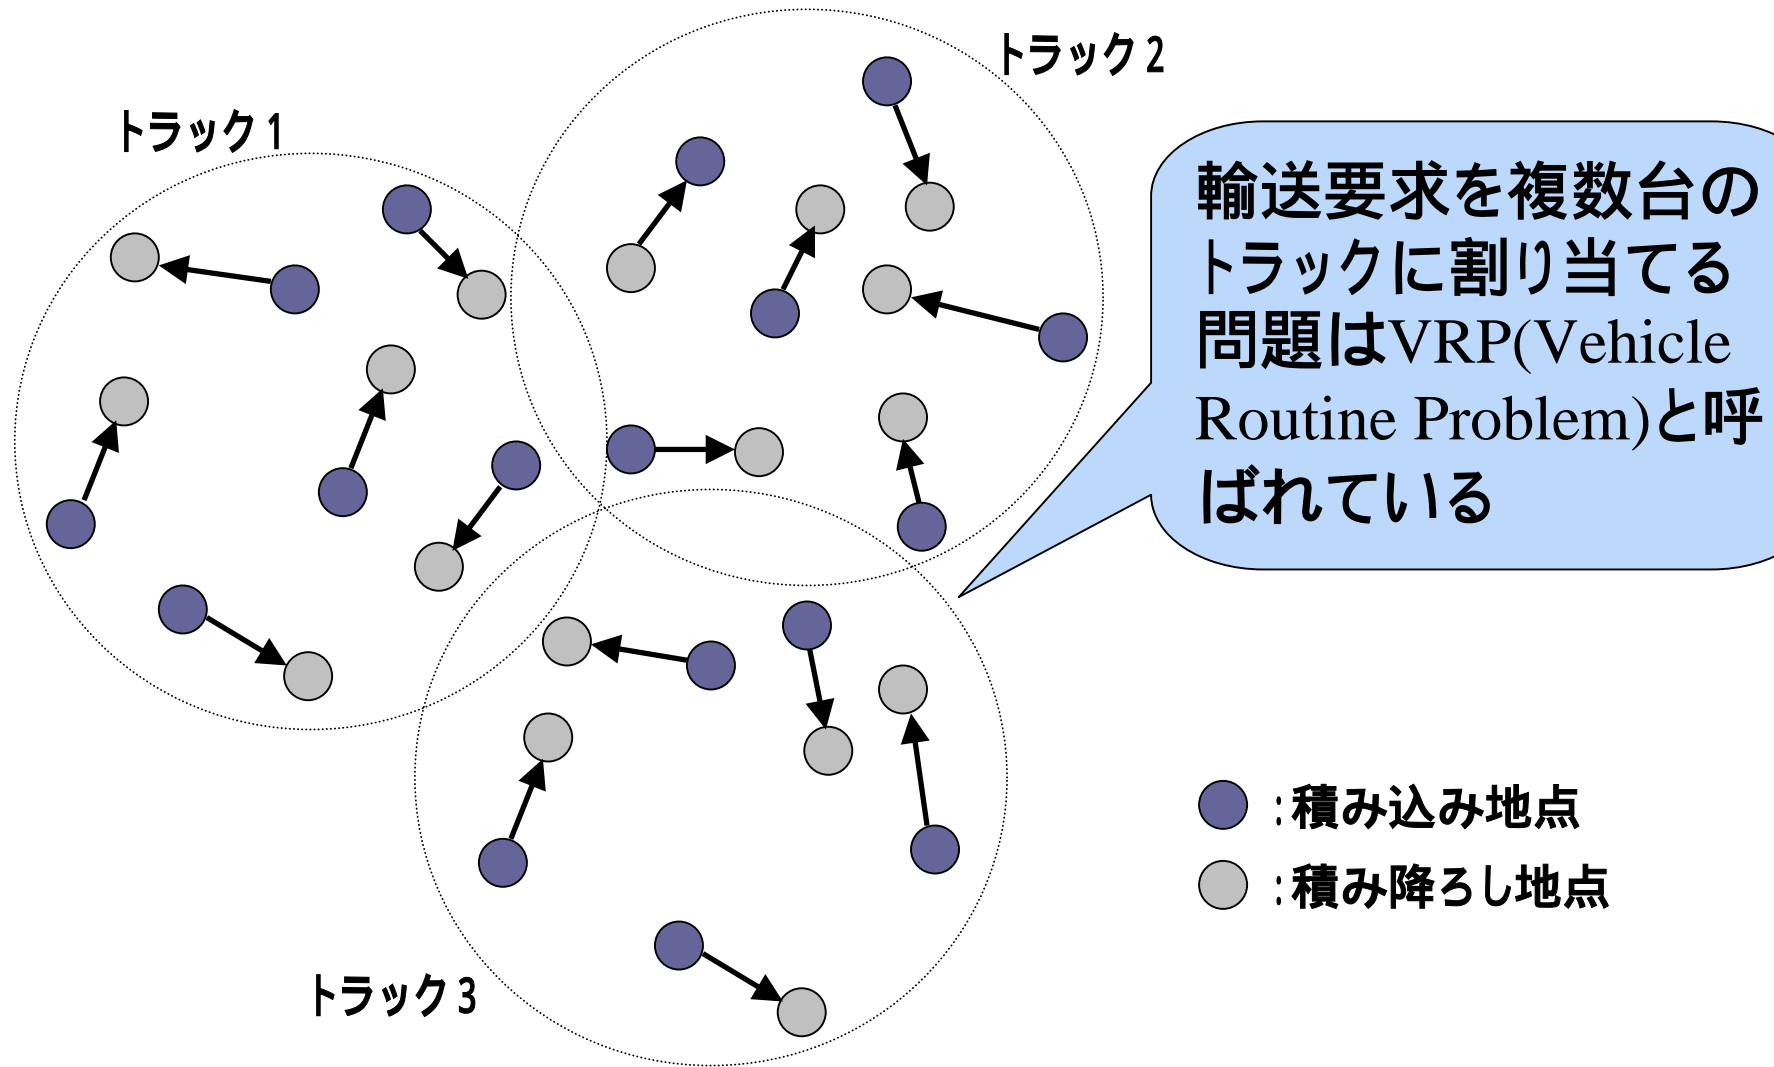 トラック1
トラック2
輸送要求を複数台の
トラックに割り当てる
問題はVRP(Vehicle
Routine Problem)と呼
ばれている
:積み込み地点
:積み降ろし地点
トラック3